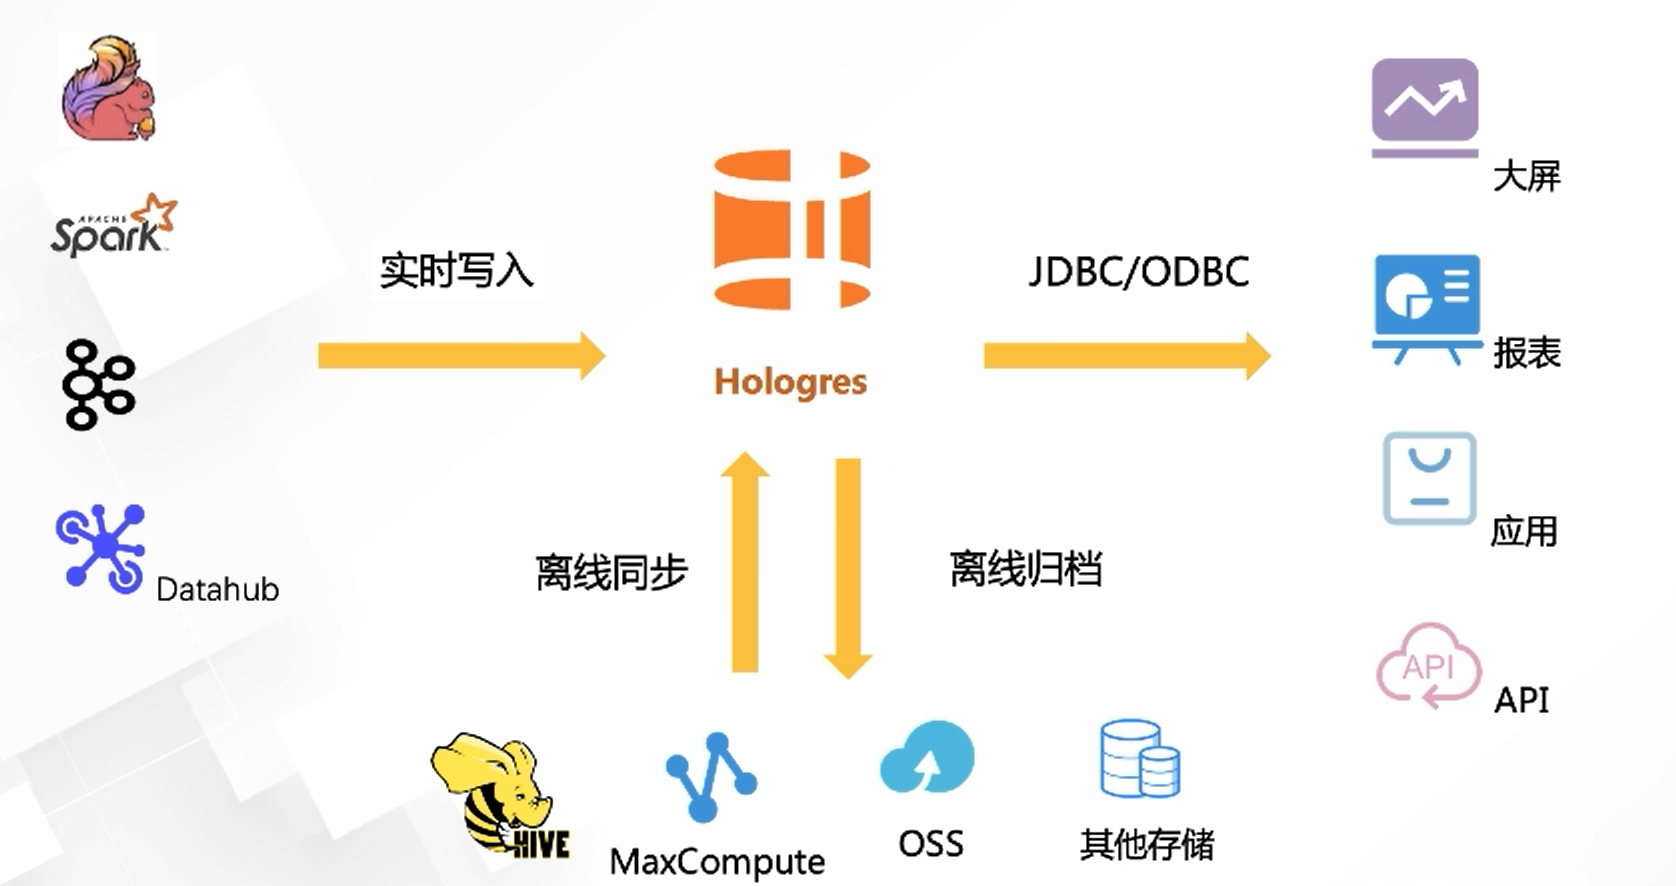 APACHE
Spark
Datahub
实时写入
Hologres
JDBC/ODBC
大屏
报表
应用
API
API
离线同步
离线归档
HIVE
MaxCompute
OSS
其他存储